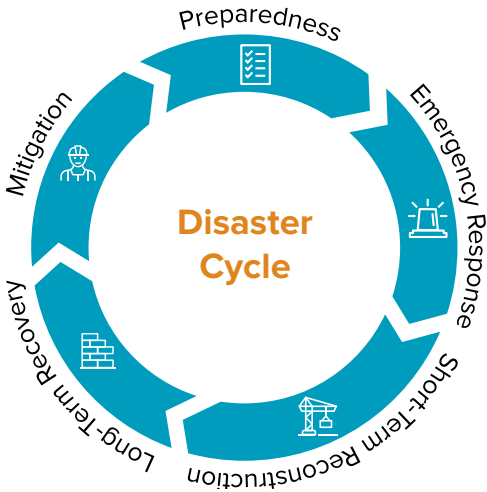 Preparedness
Emergency Response
Short-Term Reconstruction
Long-Term Recovery
Mitigation
Disaster
Cycle